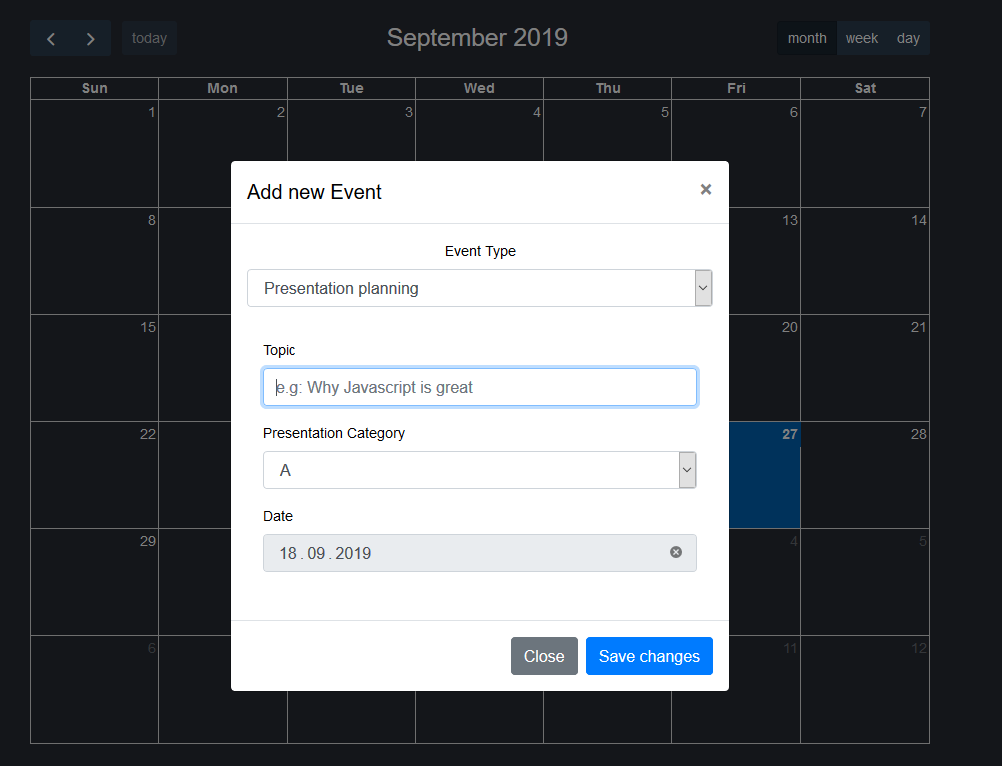 today September 2019 month week day
Sun Mon Tue Wed Thu Fri Sat
1 2 3 4 5 6 7
Add new Event ×
8 13 14
Event Type
Presentation planning
15 20 21
Topic
e.g: Why Javascript is great
Presentation Category
22 27 28
A
Date
29 4 5
18.09.2019
6 11 12
Close Save changes